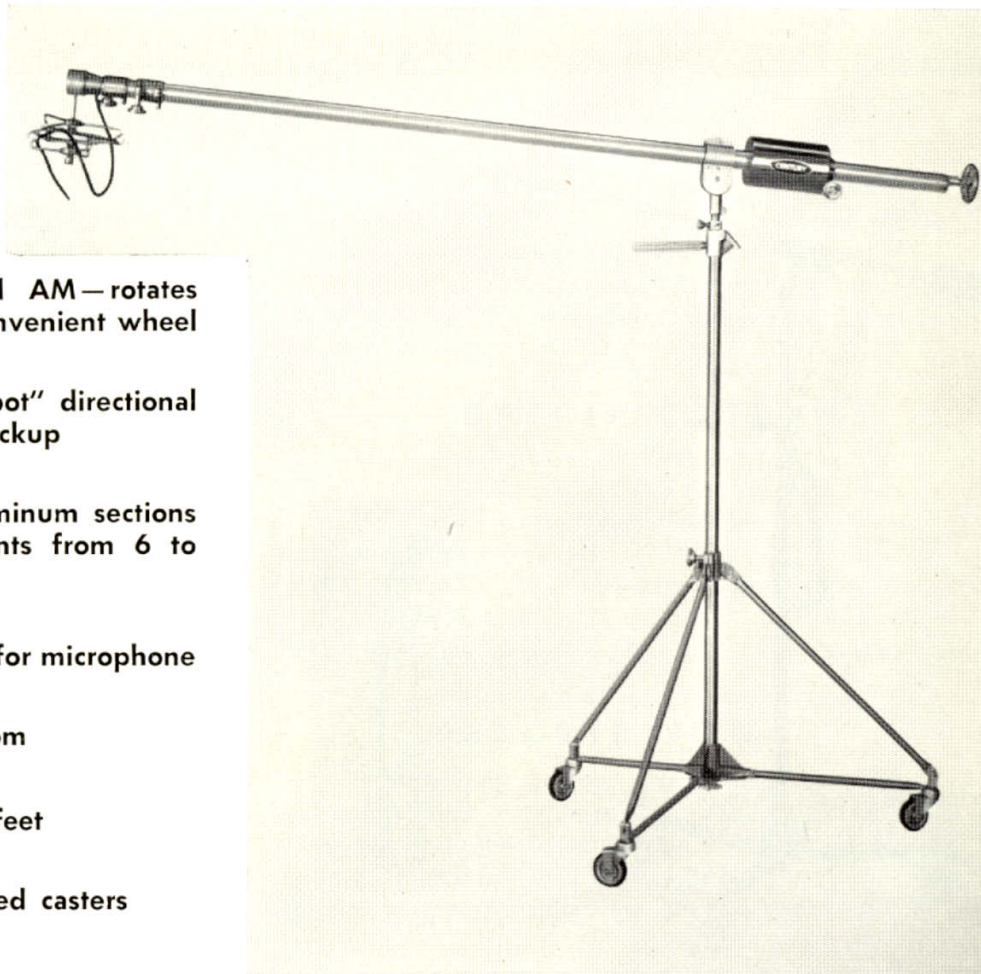 AM—rotates
nvenient wheel
oot" directional
ckup
minum sections
nts from 6 to
for microphone
om
feet
ed casters